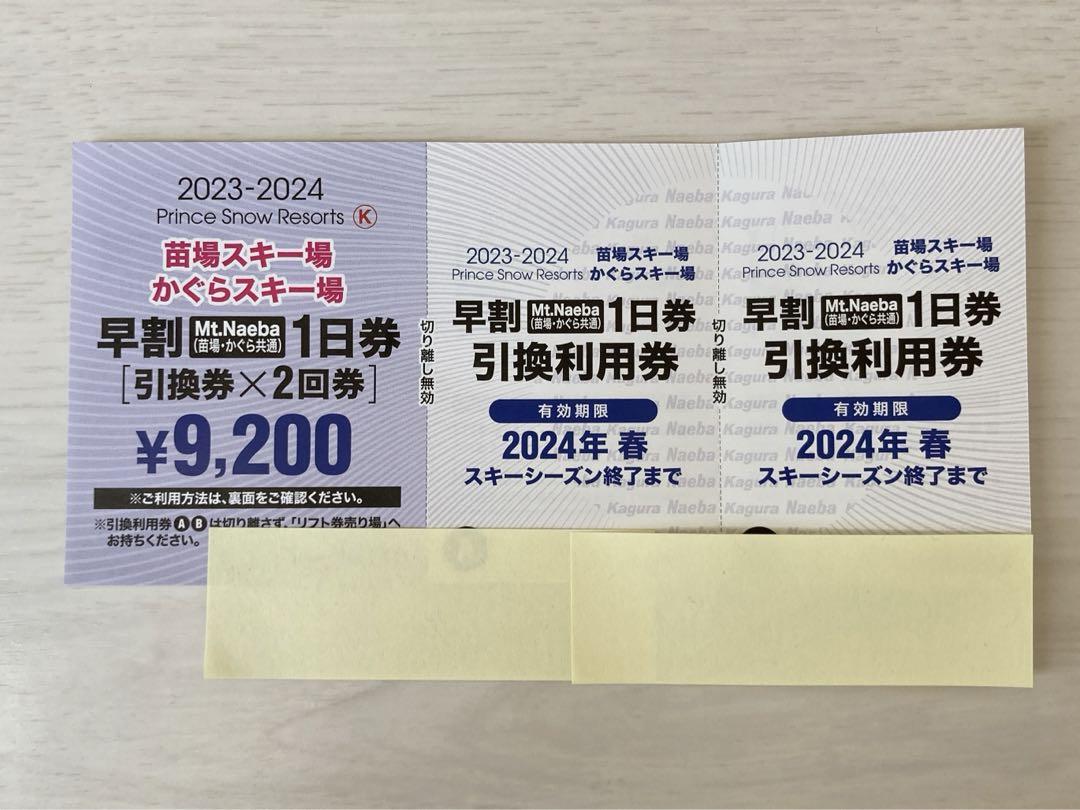 2023-2024
Prince Snow Resorts Ⓚ
苗場スキー場
かぐらスキー場
早割 Mt.Naeba (苗場・かぐら共通) 1日券
[引換券×2回券]
¥9,200
※ご利用方法は、裏面をご確認ください。
※引換利用券ⒶⒷは切り離さず、「リフト券売り場」へ
お持ちください。
切り離し無効
2023-2024 苗場スキー場
Prince Snow Resorts かぐらスキー場
早割 Mt.Naeba (苗場・かぐら共通) 1日券
引換利用券
有効期限
2024年 春
スキーシーズン終了まで
切り離し無効
2023-2024 苗場スキー場
Prince Snow Resorts かぐらスキー場
早割 Mt.Naeba (苗場・かぐら共通) 1日券
引換利用券
有効期限
2024年 春
スキーシーズン終了まで
Naeba Kagura
Kagura Naeba